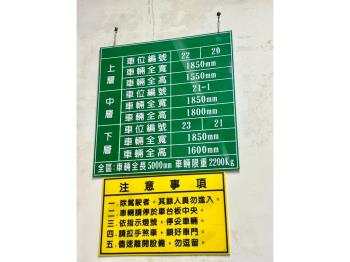 上層 車位編號 22 20
車輛全寬 1850mm
車輛全高 1550mm
中層 車位編號 21-1
車輛全寬 1850mm
車輛全高 1800mm
下層 車位編號 23 21
車輛全寬 1850mm
車輛全高 1600mm
全區:車輛全長5000mm 車輛限重2200Kg
注意事項
一.除駕駛者,其餘人員勿進入。
二.車輛請停於車台板中央。
三.依指示燈號,停妥車輛。
四.請拉手煞車,鎖好車門。
五.儘速離開設備,勿逗留。